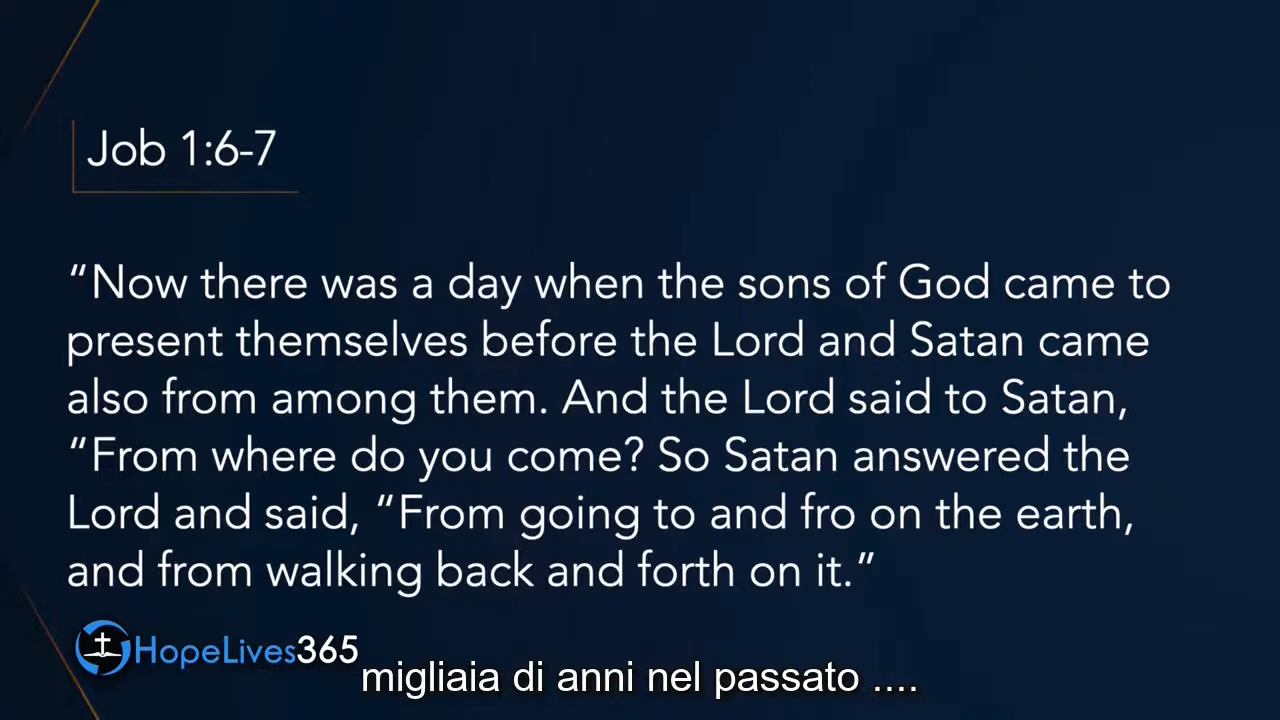 Job 1:6-7
“Now there was a day when the sons of God came to
present themselves before the Lord and Satan came
also from among them. And the Lord said to Satan,
“From where do you come? So Satan answered the
Lord and said, “From going to and fro on the earth,
and from walking back and forth on it.”
HopeLives365
migliaia di anni nel passato ....